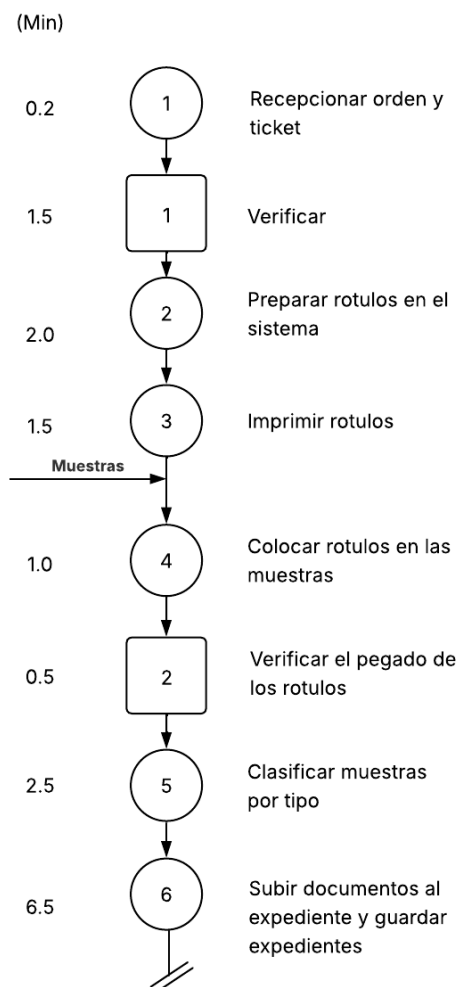 (Min)
0.2
1
Recepcionar orden y
ticket
1.5
1
Verificar
2.0
2
Preparar rotulos en el
sistema
1.5
3
Imprimir rotulos
Muestras
1.0
4
Colocar rotulos en las
muestras
0.5
2
Verificar el pegado de
los rotulos
2.5
5
Clasificar muestras
por tipo
6.5
6
Subir documentos al
expediente y guardar
expedientes